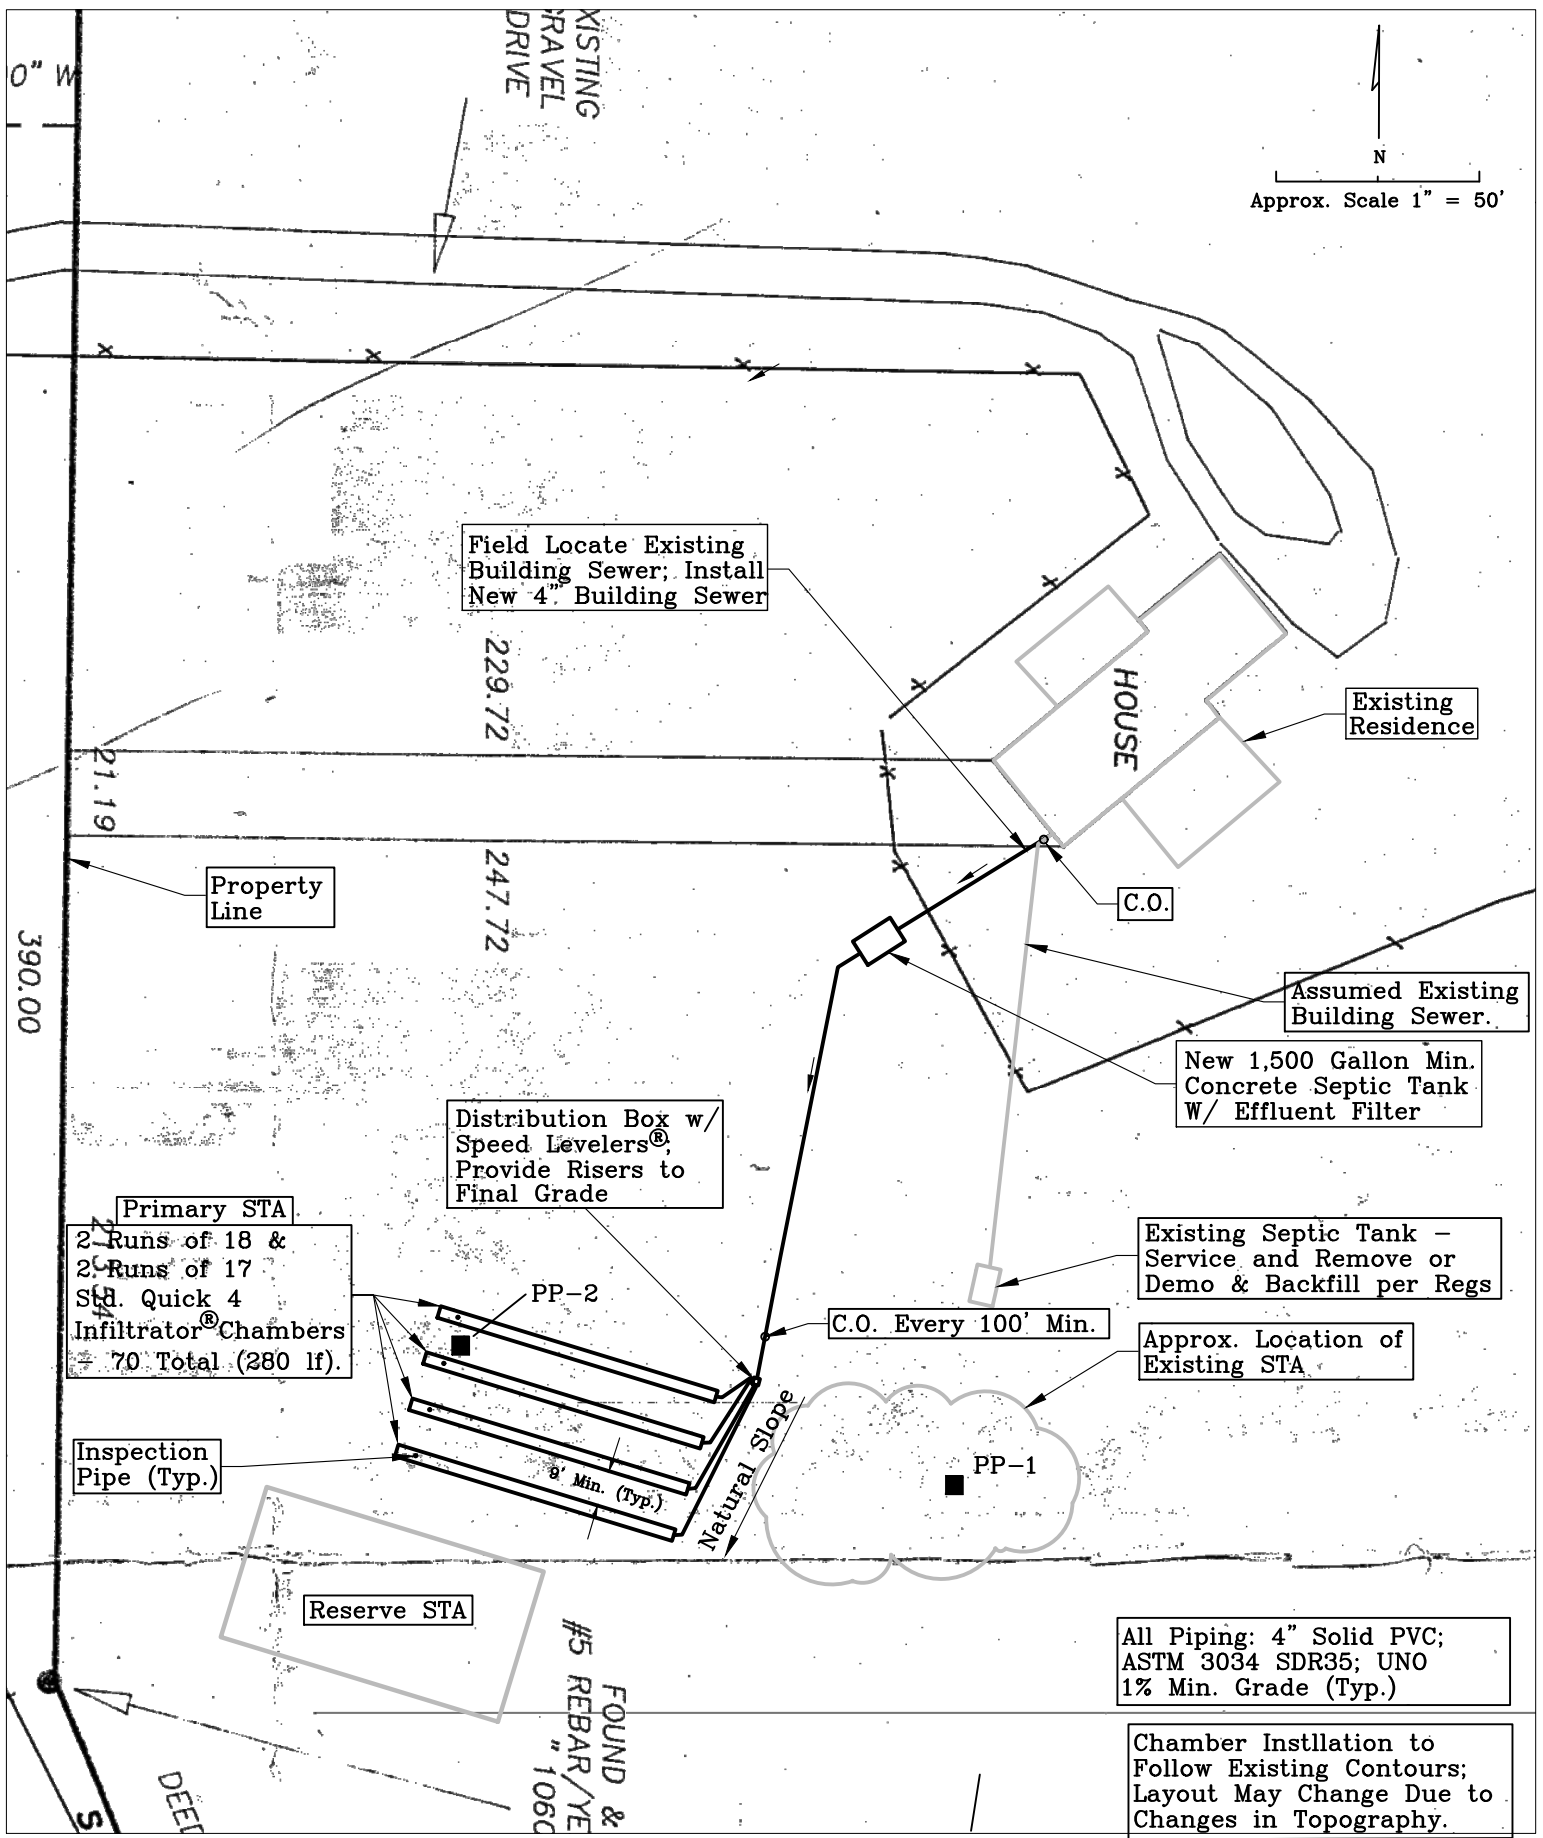 EXISTING
GRAVEL
DRIVE
0" W
N
Approx. Scale 1" = 50'
Field Locate Existing
Building Sewer; Install
New 4" Building Sewer
229.72
HOUSE
Existing
Residence
21.19
Property
Line
247.72
C.O.
390.00
Assumed Existing
Building Sewer.
New 1,500 Gallon Min.
Concrete Septic Tank
W/ Effluent Filter
Distribution Box w/
Speed Levelers®;
Provide Risers to
Final Grade
Primary STA
2 Runs of 18 &
2 Runs of 17
Std. Quick 4
Infiltrator® Chambers
- 70 Total (280 lf).
PP-2
Existing Septic Tank -
Service and Remove or
Demo & Backfill per Regs
C.O. Every 100' Min.
Approx. Location of
Existing STA
Inspection
Pipe (Typ.)
9' Min. (Typ.)
Natural Slope
PP-1
Reserve STA
FOUND &
#5 REBAR/YE
" 1060
All Piping: 4" Solid PVC;
ASTM 3034 SDR35; UNO
1% Min. Grade (Typ.)
Chamber Instllation to
Follow Existing Contours;
Layout May Change Due to
Changes in Topography.
DEED
S